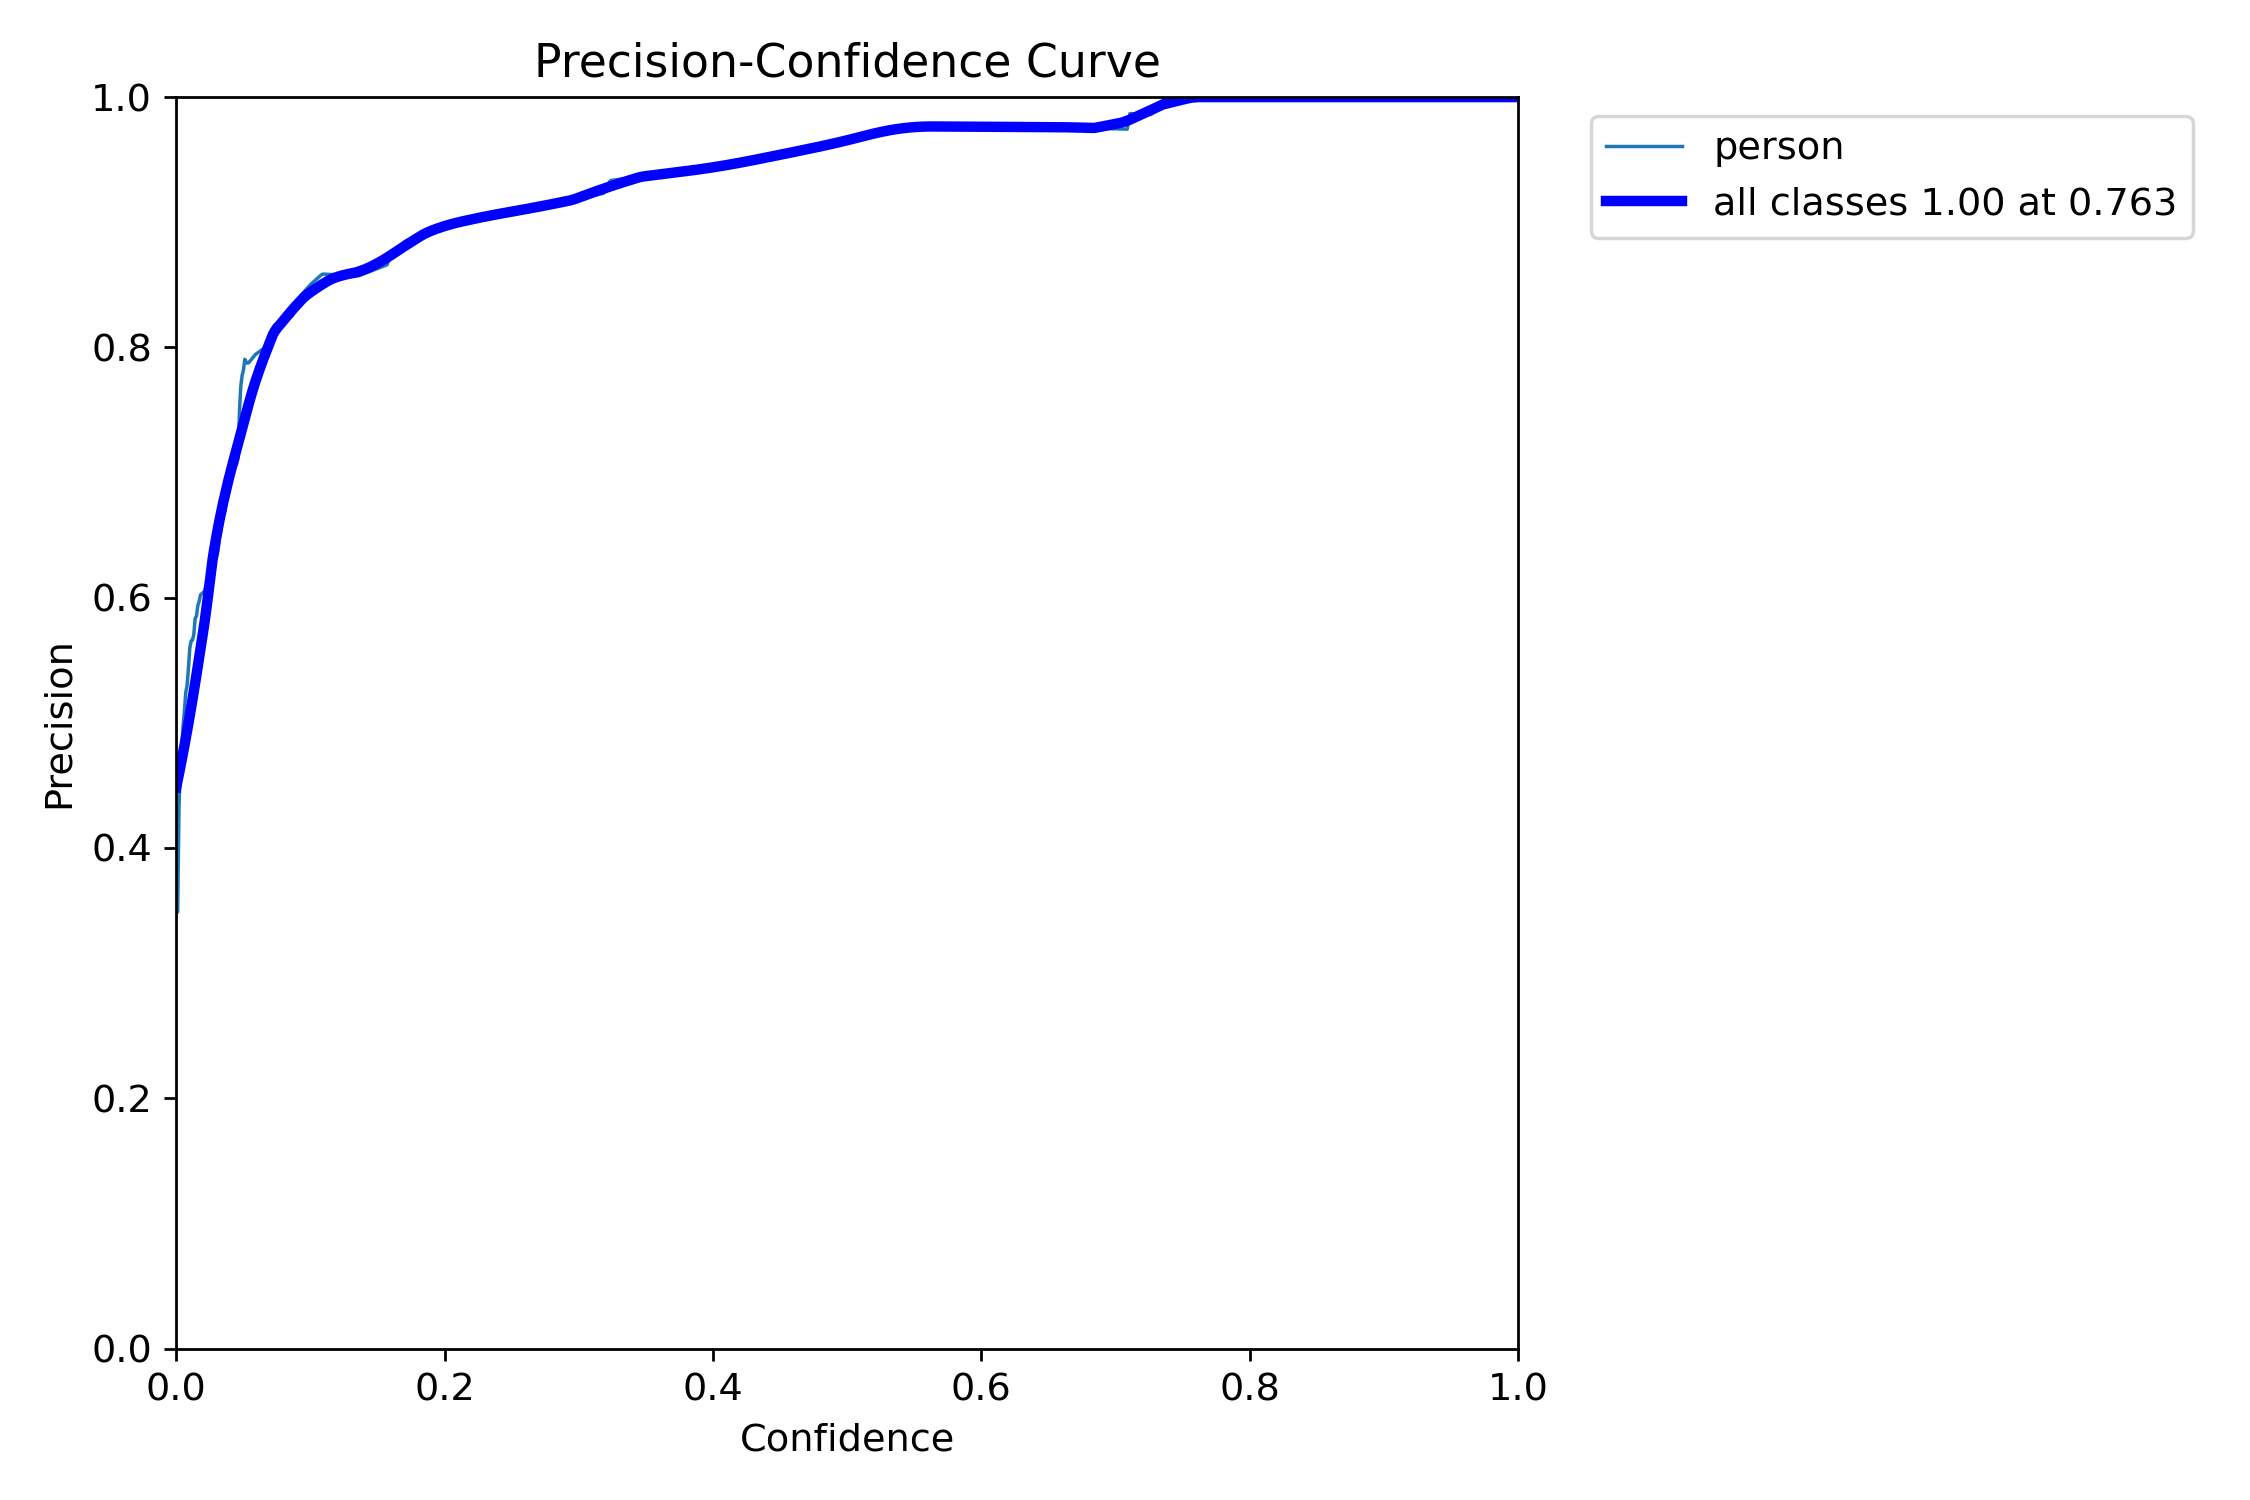 Precision-Confidence Curve
1.0
0.8
0.6
0.4
0.2
0.0
Precision
0.0 0.2 0.4 0.6 0.8 1.0
Confidence
person
all classes 1.00 at 0.763